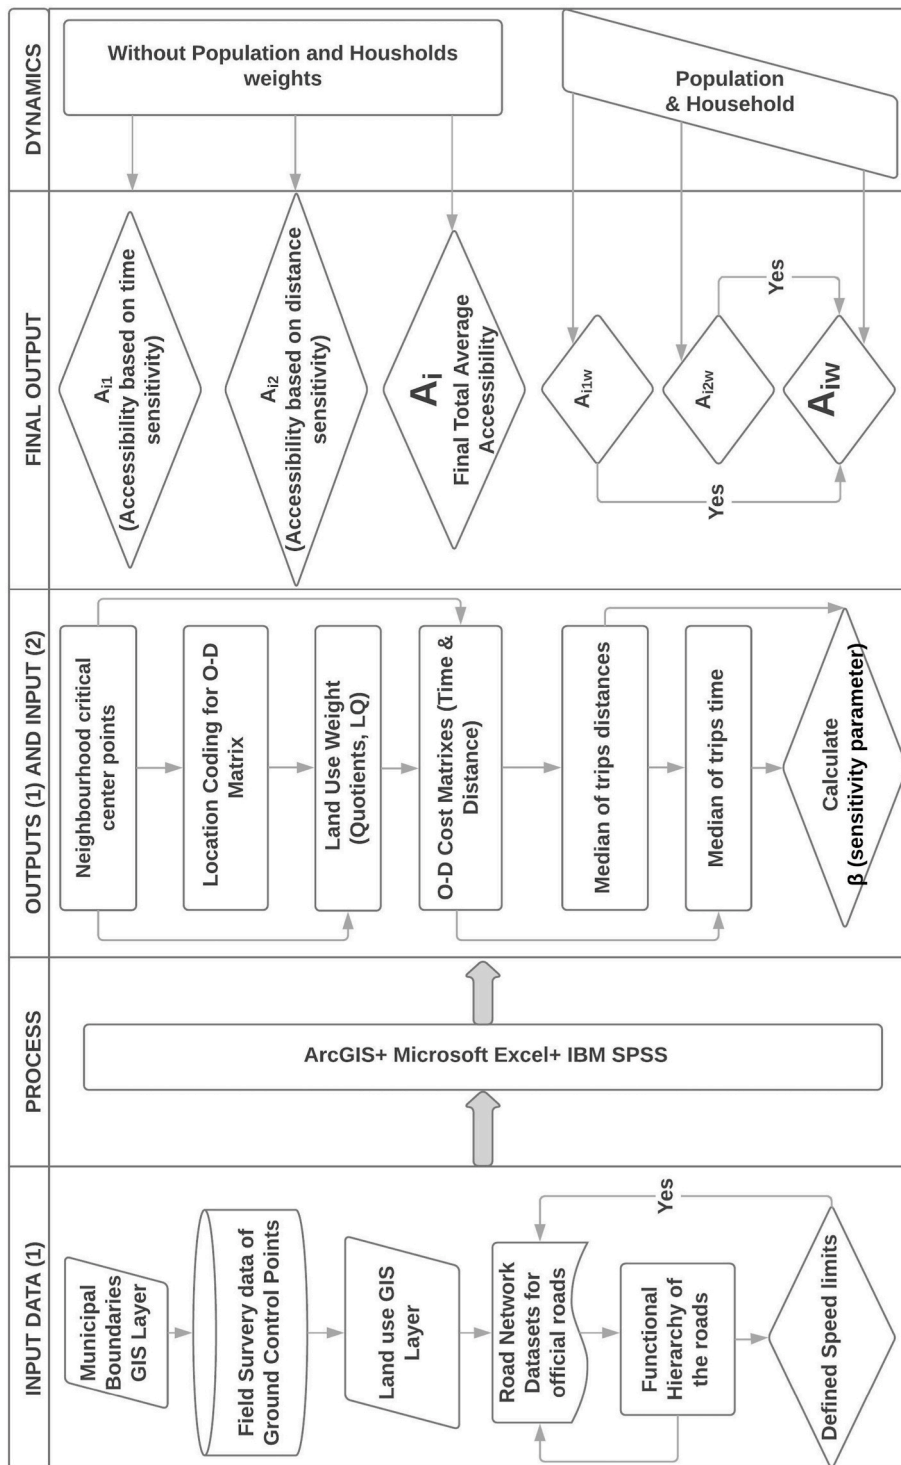 DYNAMICS
Without Population and Housholds
weights
Population
& Household
FINAL OUTPUT
Ai1
(Accessibility based on time
sensitivity)
Ai2
(Accessibility based on distance
sensitivity)
Ai
Final Total Average
Accessibility
Ai1w
Ai2w
Aiw
Yes
Yes
OUTPUTS (1) AND INPUT (2)
Neighbourhood critical
center points
Location Coding for O-D
Matrix
Land Use Weight
(Quotients, LQ)
O-D Cost Matrixes (Time &
Distance)
Median of trips distances
Median of trips time
Calculate
β (sensitivity parameter)
PROCESS
ArcGIS+ Microsoft Excel+ IBM SPSS
INPUT DATA (1)
Municipal
Boundaries
GIS Layer
Field Survery data of
Ground Control Points
Land use GIS
Layer
Road Network
Datasets for
official roads
Functional
Hierarchy of
the roads
Defined Speed limits
Yes